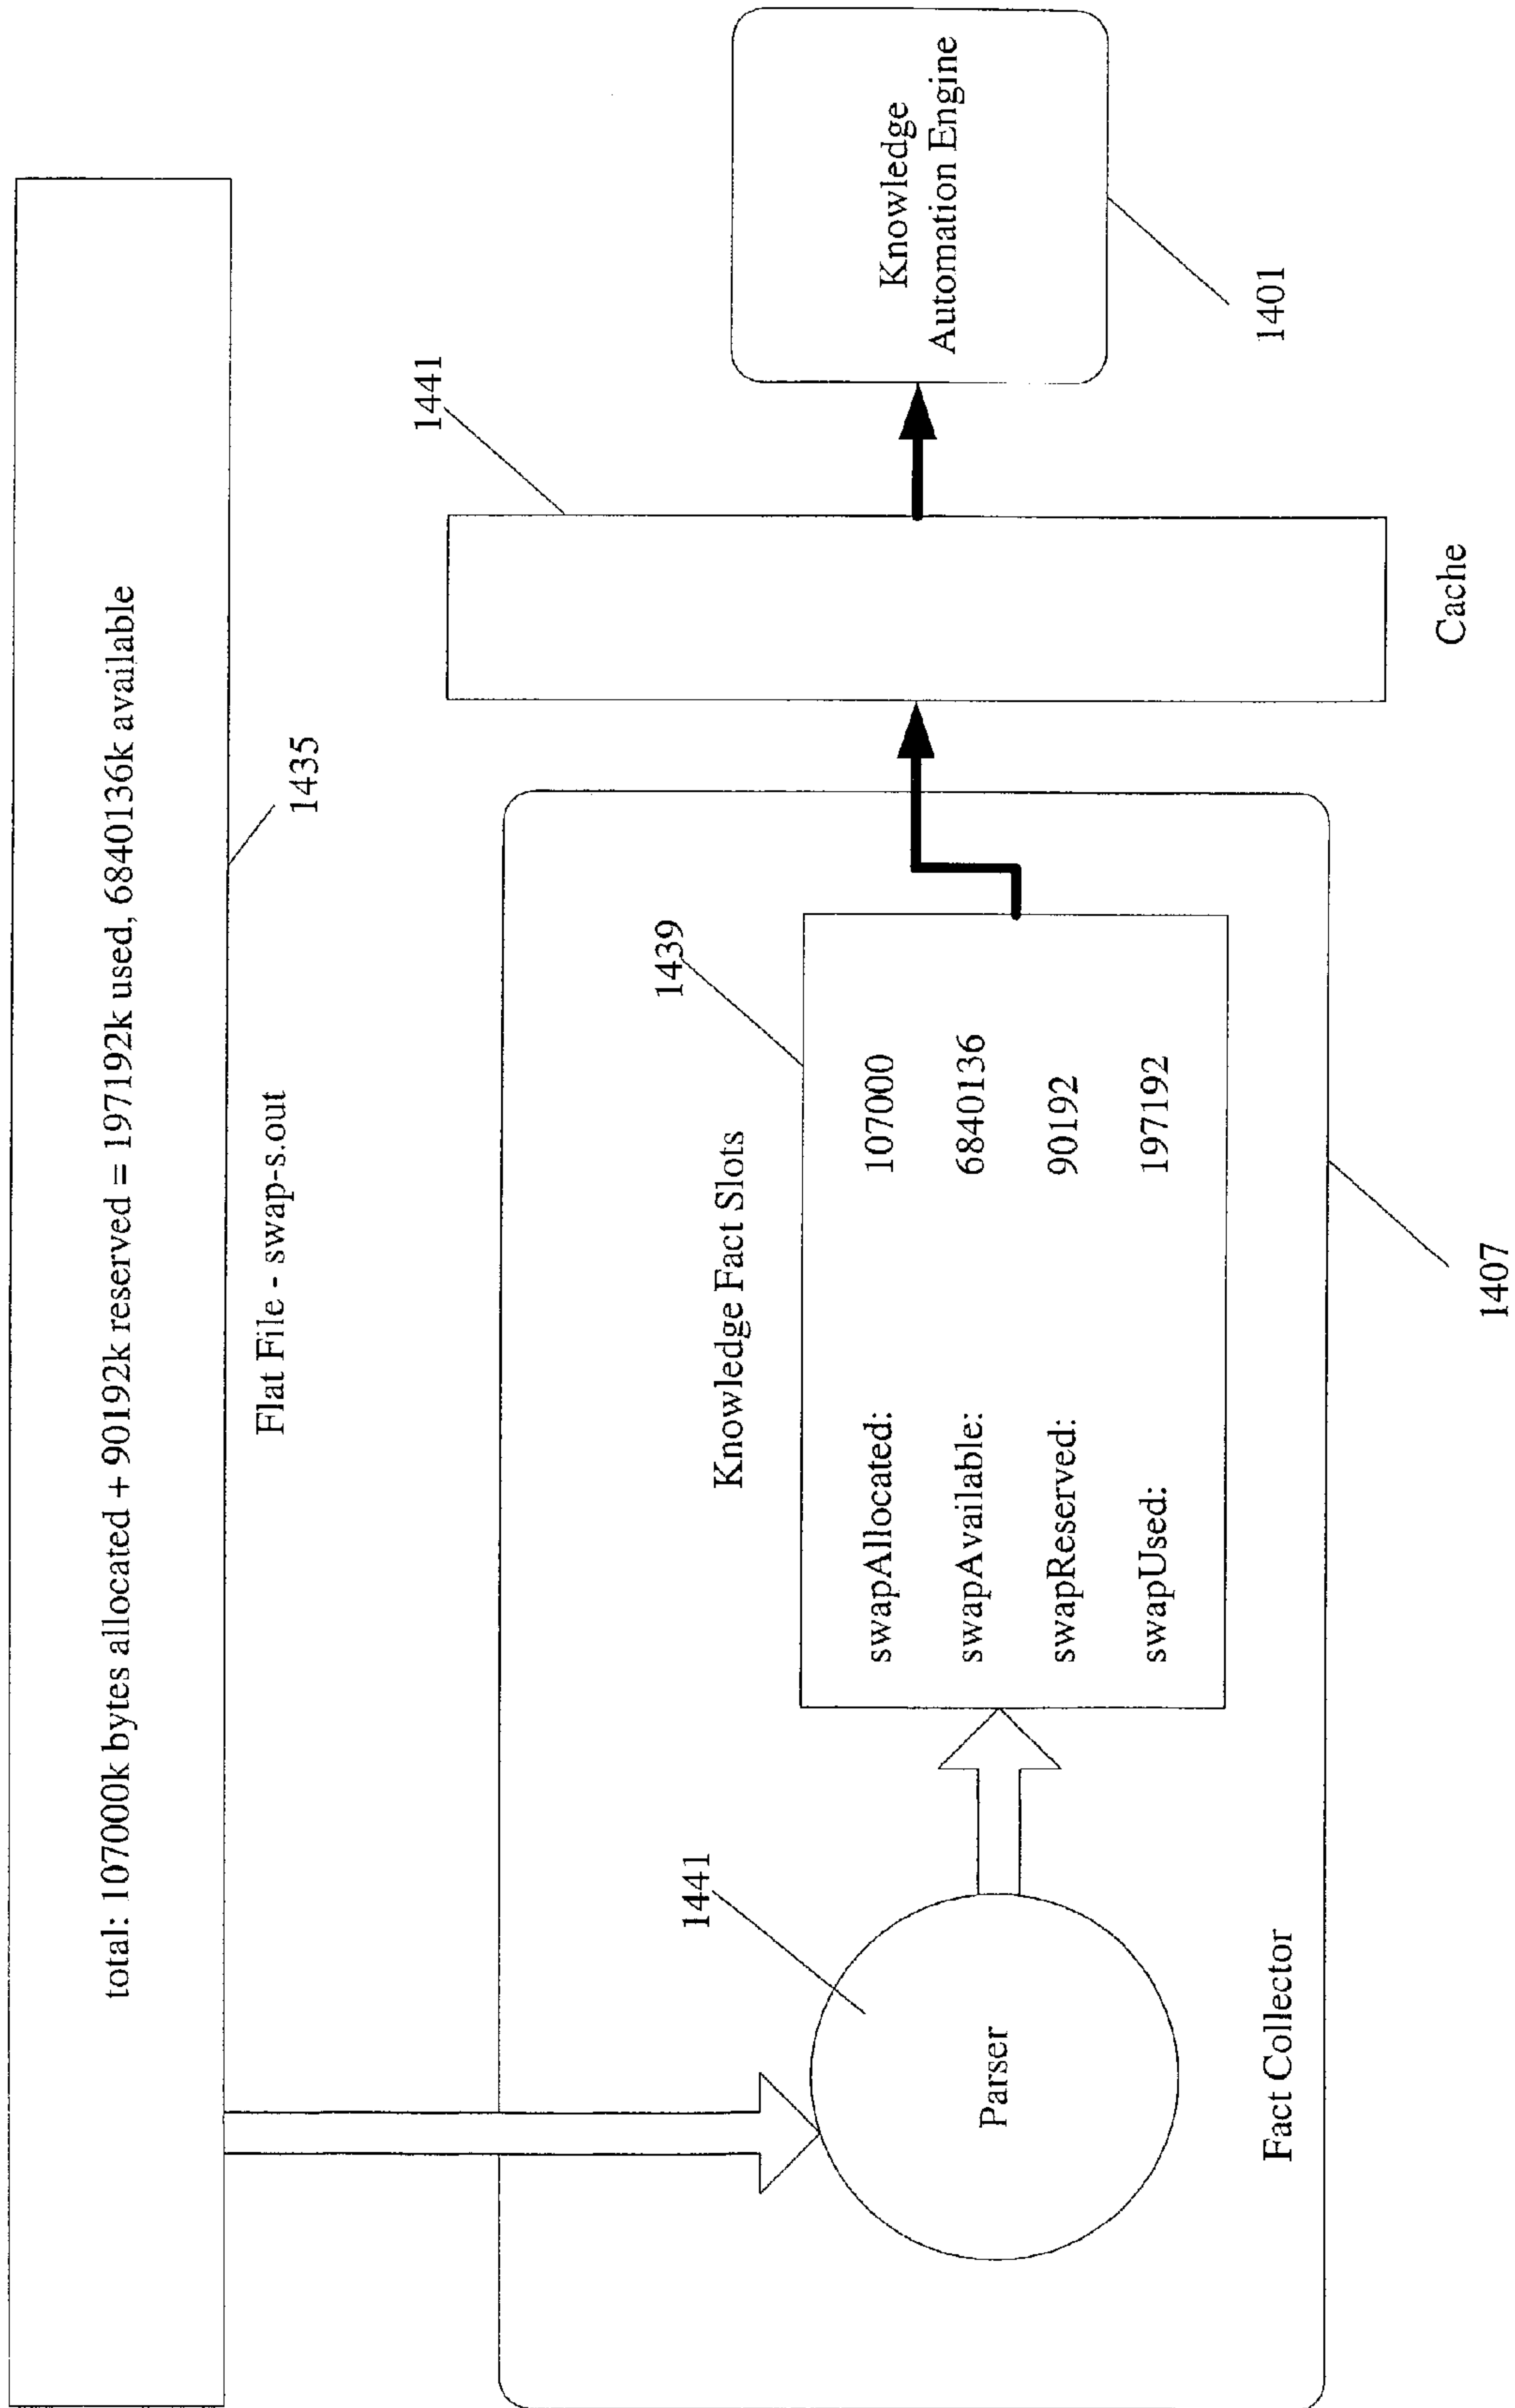 total: 107000k bytes allocated + 90192k reserved = 197192k used, 6840136k available
1435
Flat File - swap-s.out
1441
Knowledge
Automation Engine
1401
Cache
1439
Knowledge Fact Slots
swapAllocated: 107000
swapAvailable: 6840136
swapReserved: 90192
swapUsed: 197192
1441
Parser
Fact Collector
1407